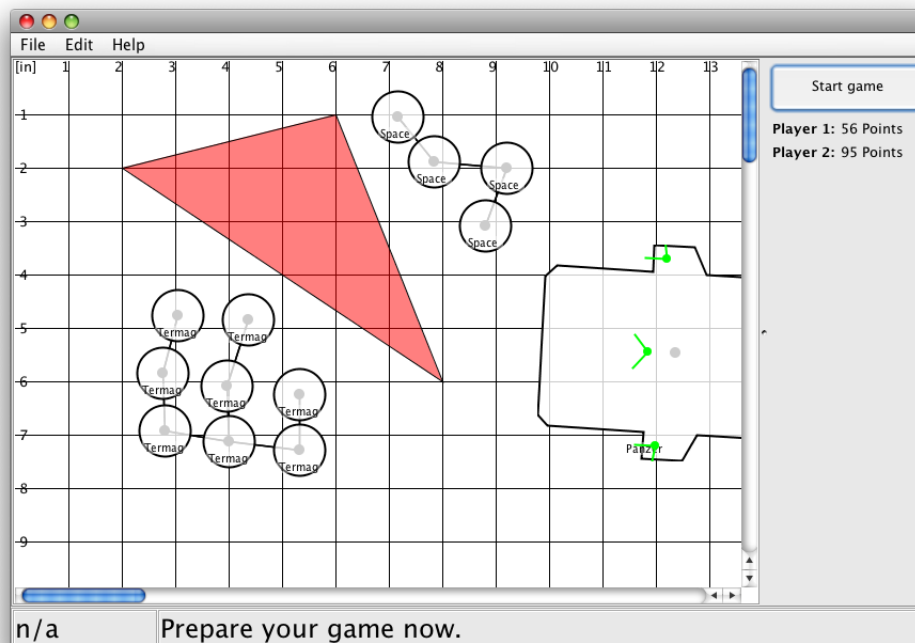 File Edit Help
[in] 1 2 3 4 5 6 7 8 9 10 11 12 13
Start game
1
Space
Player 1: 56 Points
Player 2: 95 Points
2
Space
Space
3
Space
4
5
Termag
Termag
6
Termag
Termag
Termag
7
Termag
Termag
Termag
Panzer
8
9
n/a
Prepare your game now.